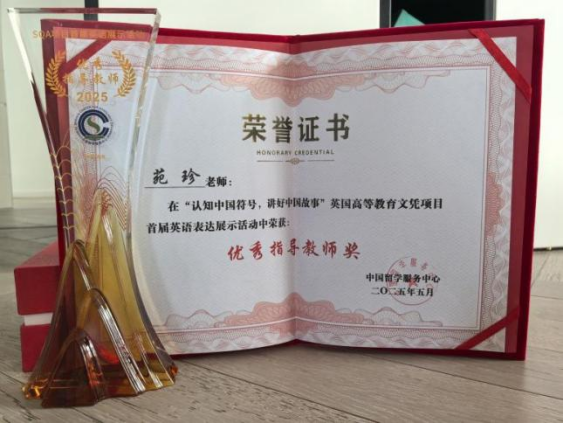 优秀
指导教师
2025
荣誉证书
HONORARY CREDENTIAL
苑珍 老师：
在“认知中国符号，讲好中国故事”英国高等教育文凭项目
首届英语表达展示活动中荣获：
优秀指导教师奖
中国留学服务中心
二〇二五年五月